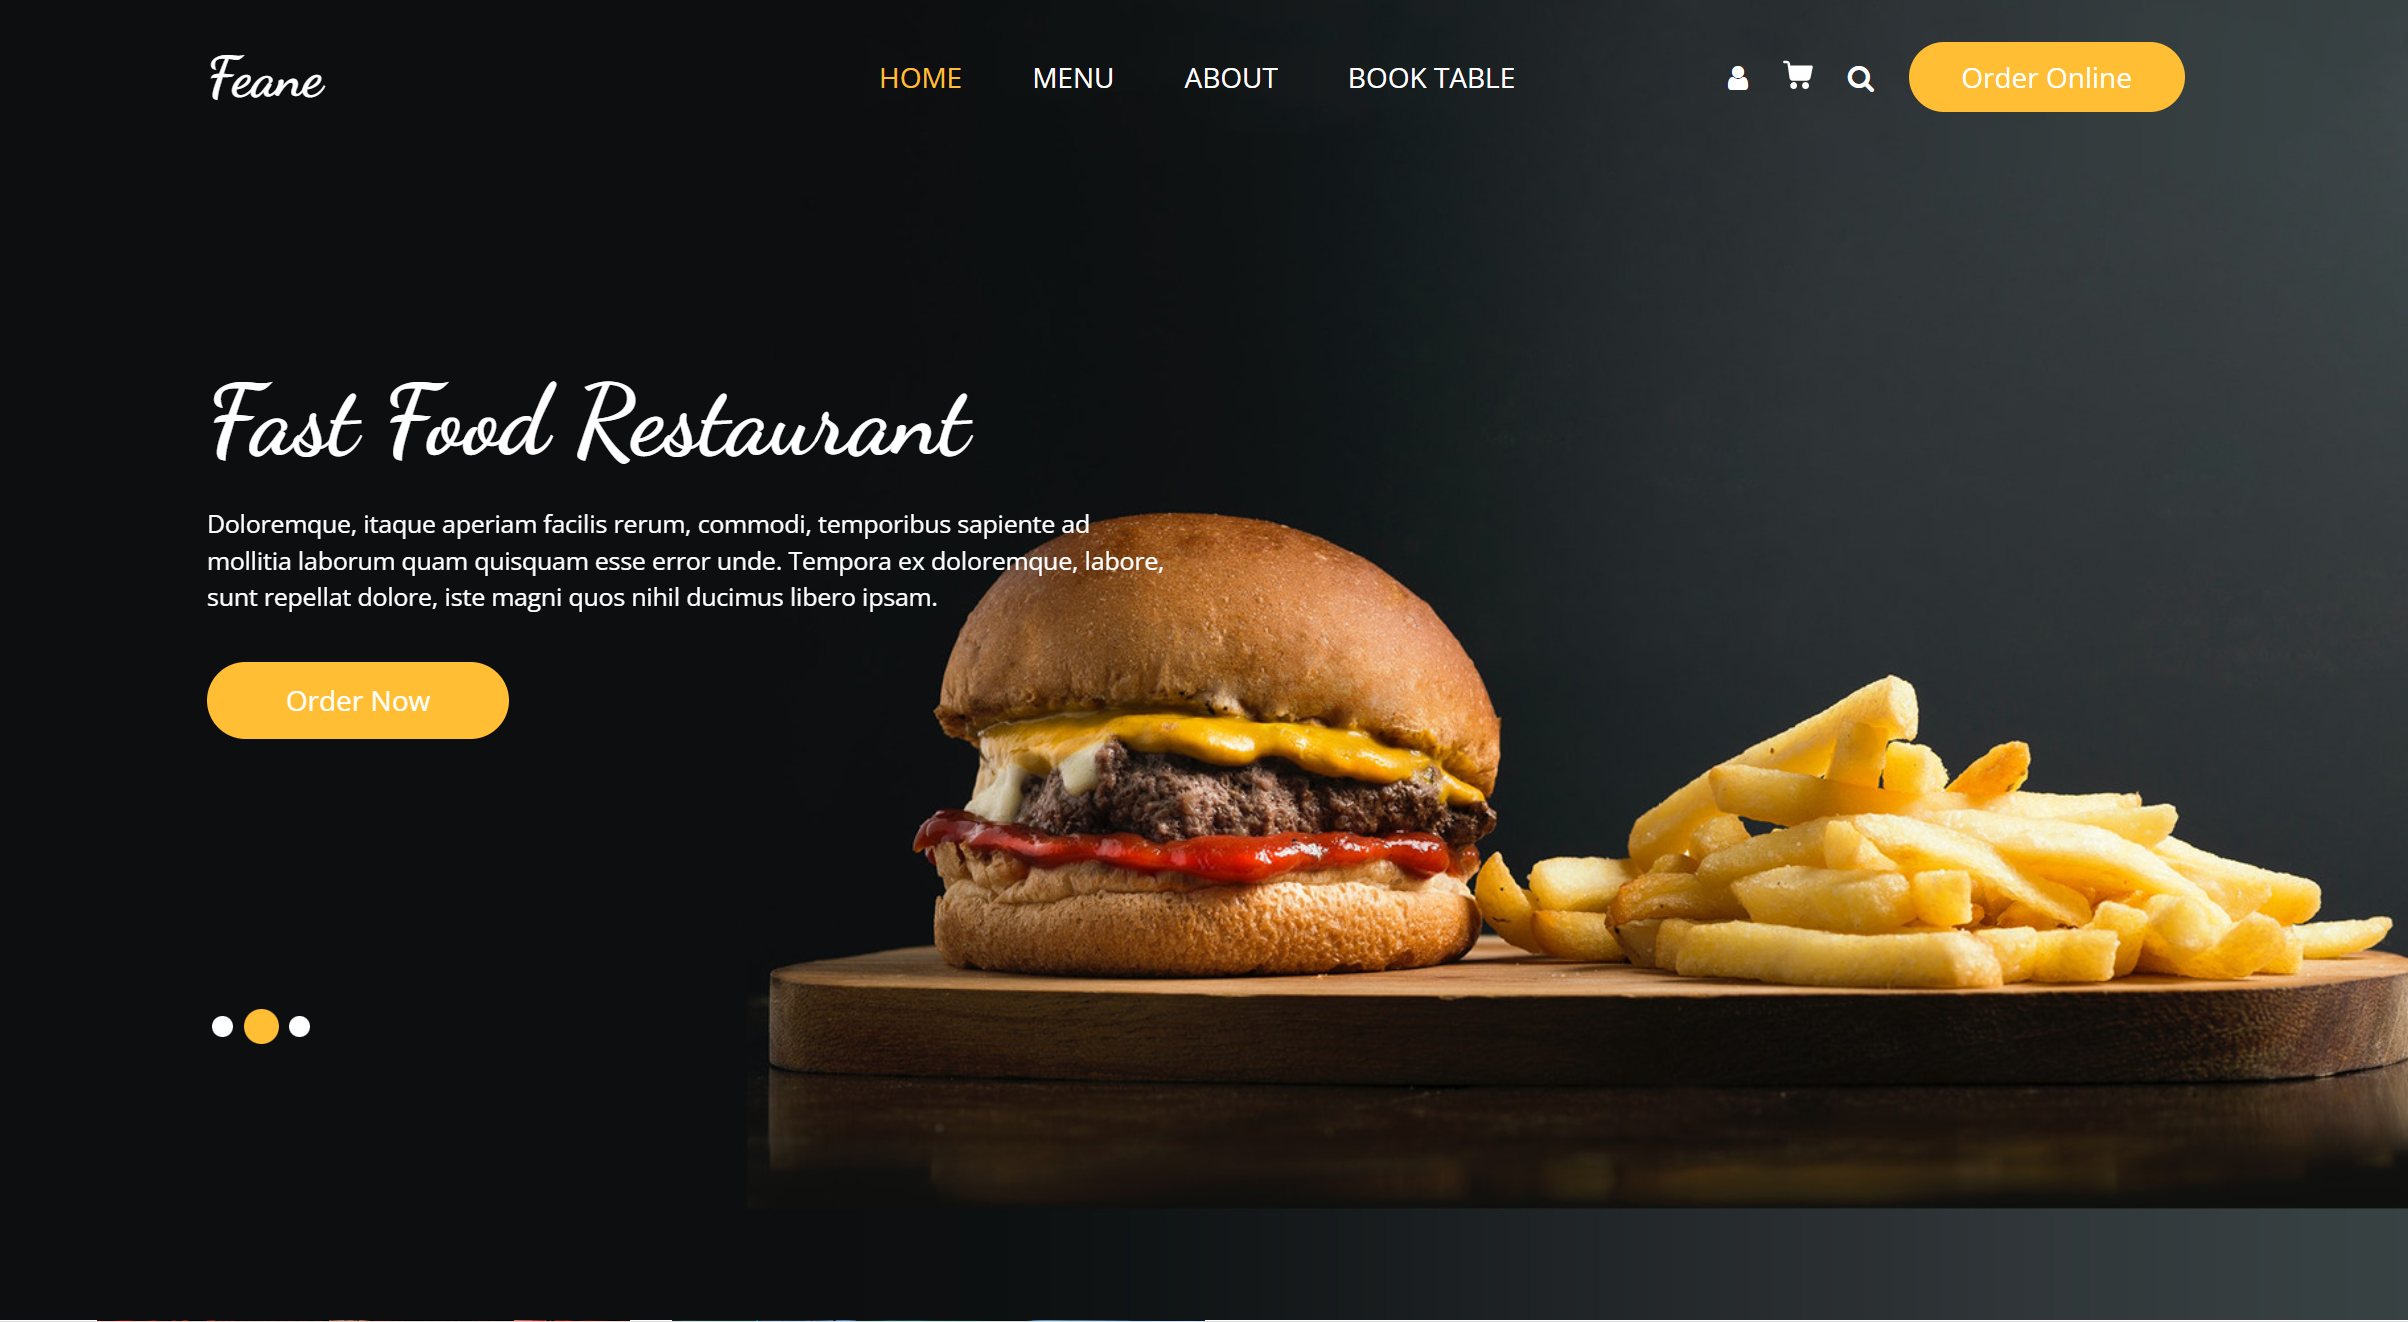 Feane
HOME MENU ABOUT BOOK TABLE
Order Online
Fast Food Restaurant
Doloremque, itaque aperiam facilis rerum, commodi, temporibus sapiente ad
mollitia laborum quam quisquam esse error unde. Tempora ex doloremque, labore,
sunt repellat dolore, iste magni quos nihil ducimus libero ipsam.
Order Now